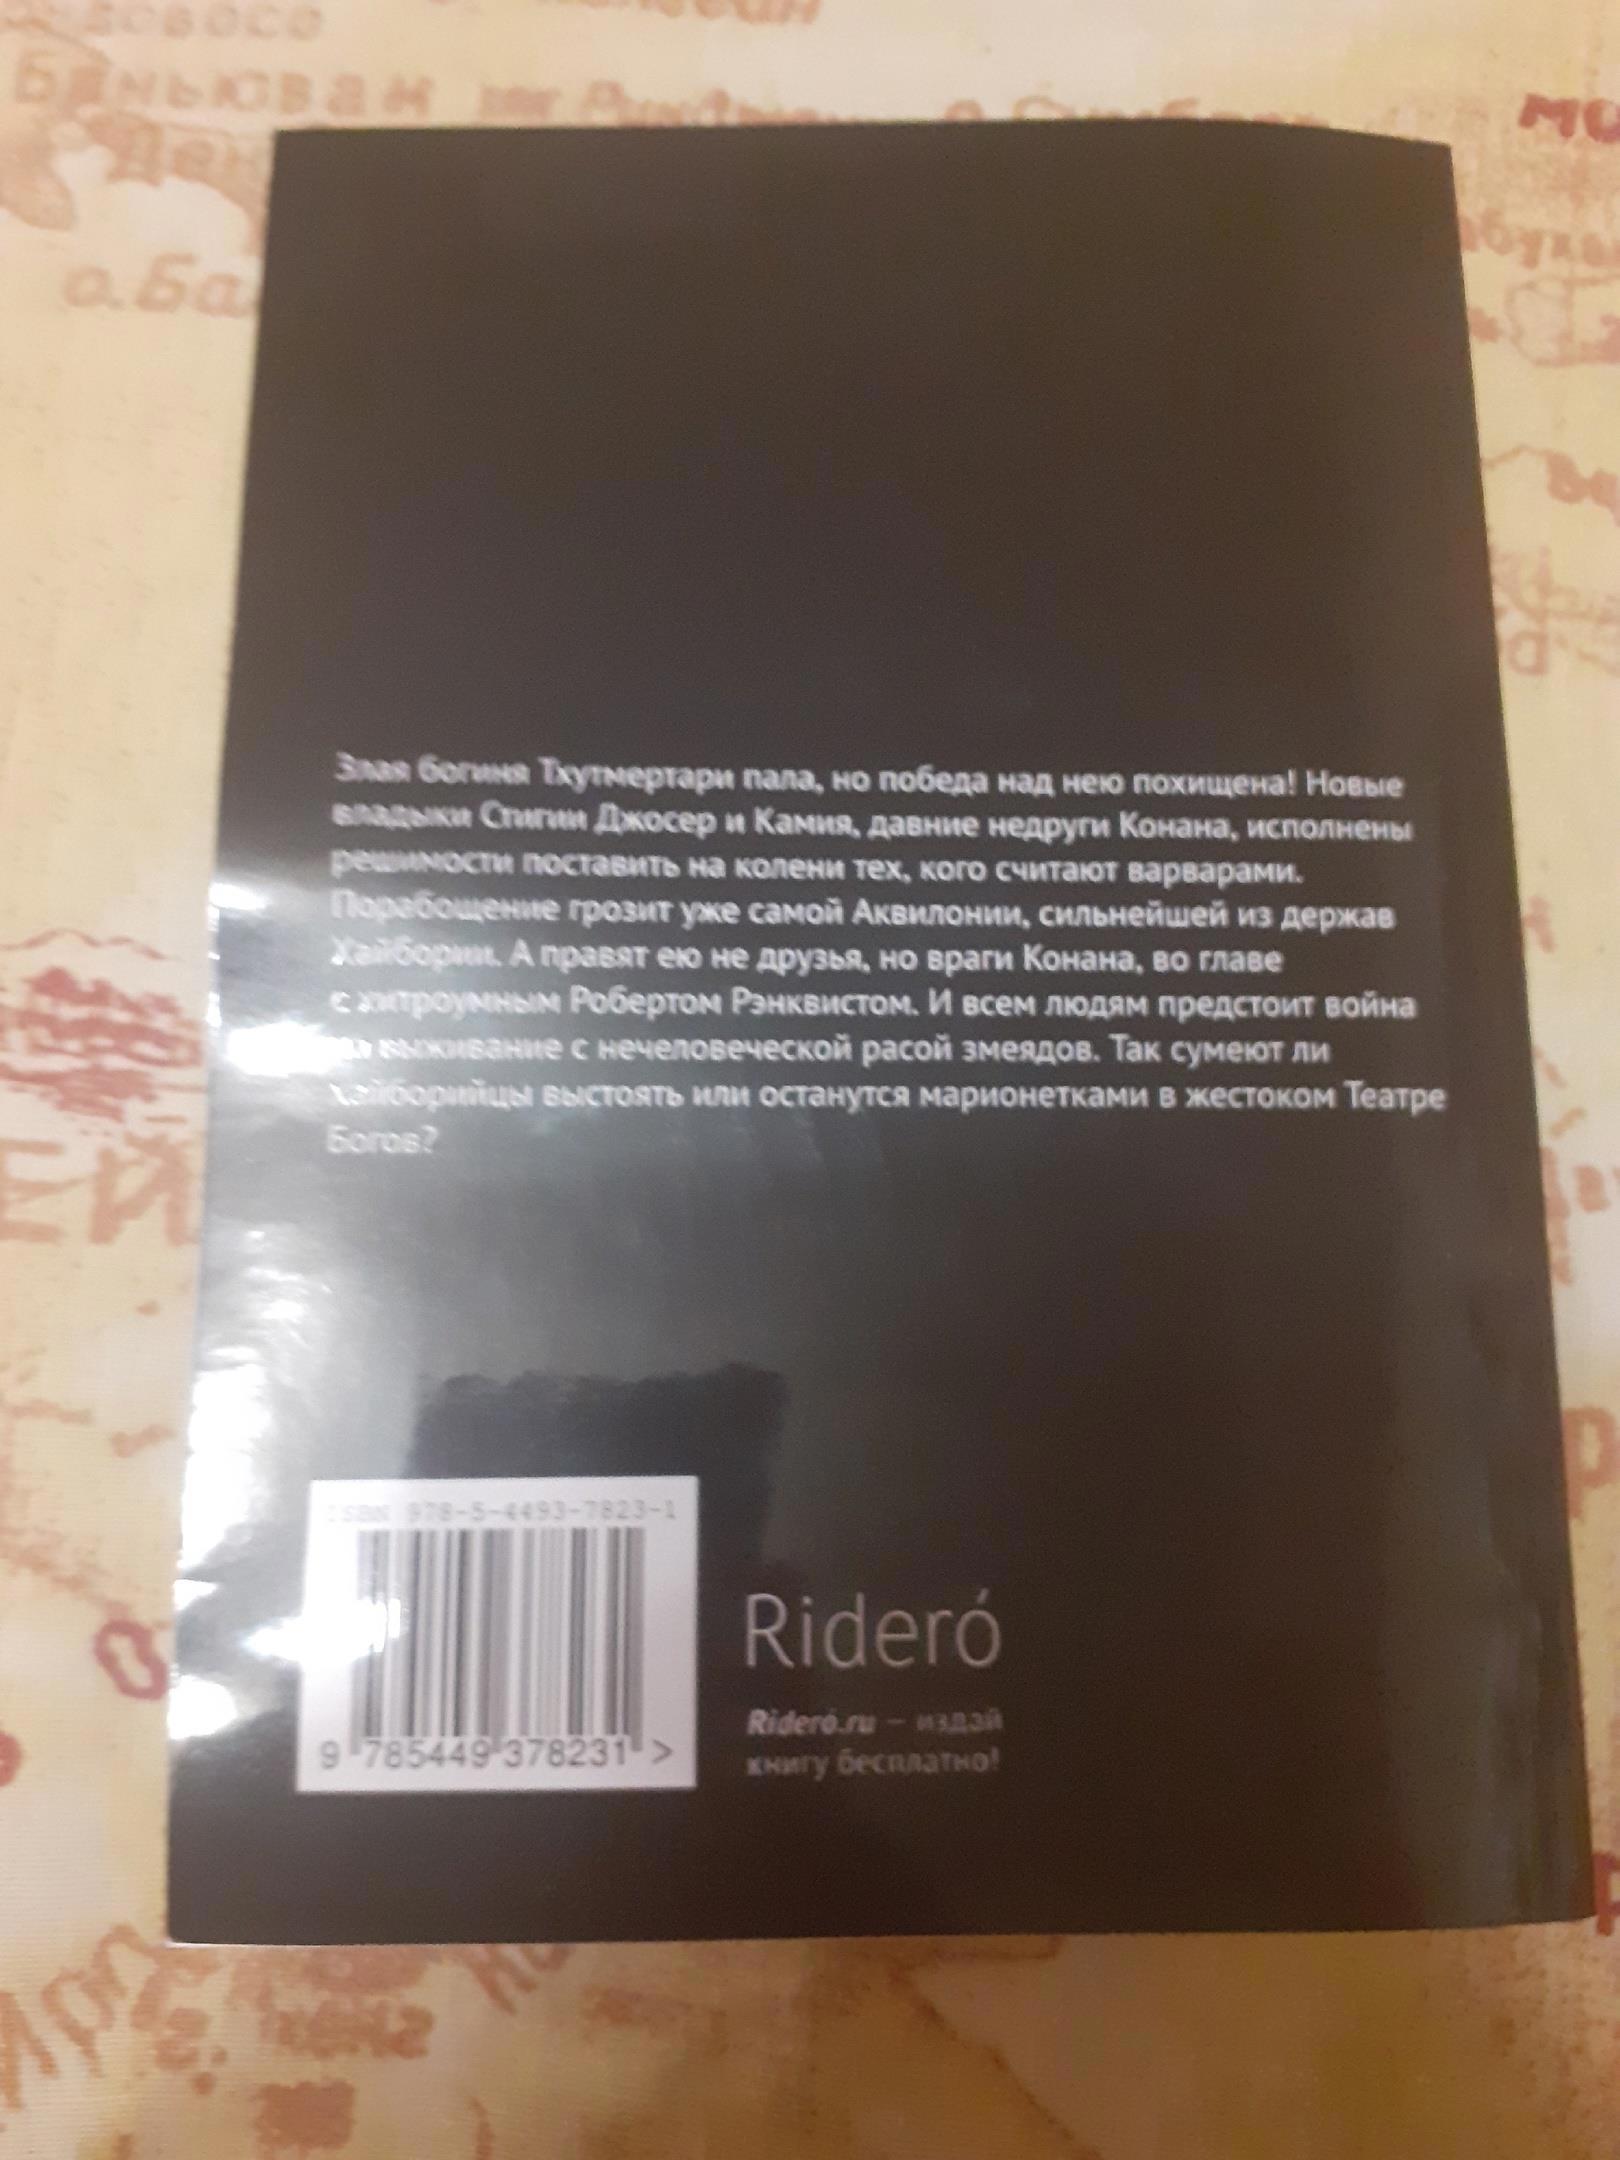 Баньюван
о.Ба
Злая богиня Тхутмертари пала, но победа над нею похищена! Новые
владыки Стигии Джосер и Камия, давние недруги Конана, исполнены
решимости поставить на колени тех, кого считают варварами.
Порабощение грозит уже самой Аквилонии, сильнейшей из держав
Хайбории. А правят ею не друзья, но враги Конана, во главе
с хитроумным Робертом Рэнквистом. И всем людям предстоит война
за выживание с нечеловеческой расой змеядов. Так сумеют ли
хайборийцы выстоять или останутся марионетками в жестоком Театре
Богов?
ISBN 978-5-4493-7823-1
9 785449 378231 >
Rideró
Rideró.ru – издай
книгу бесплатно!